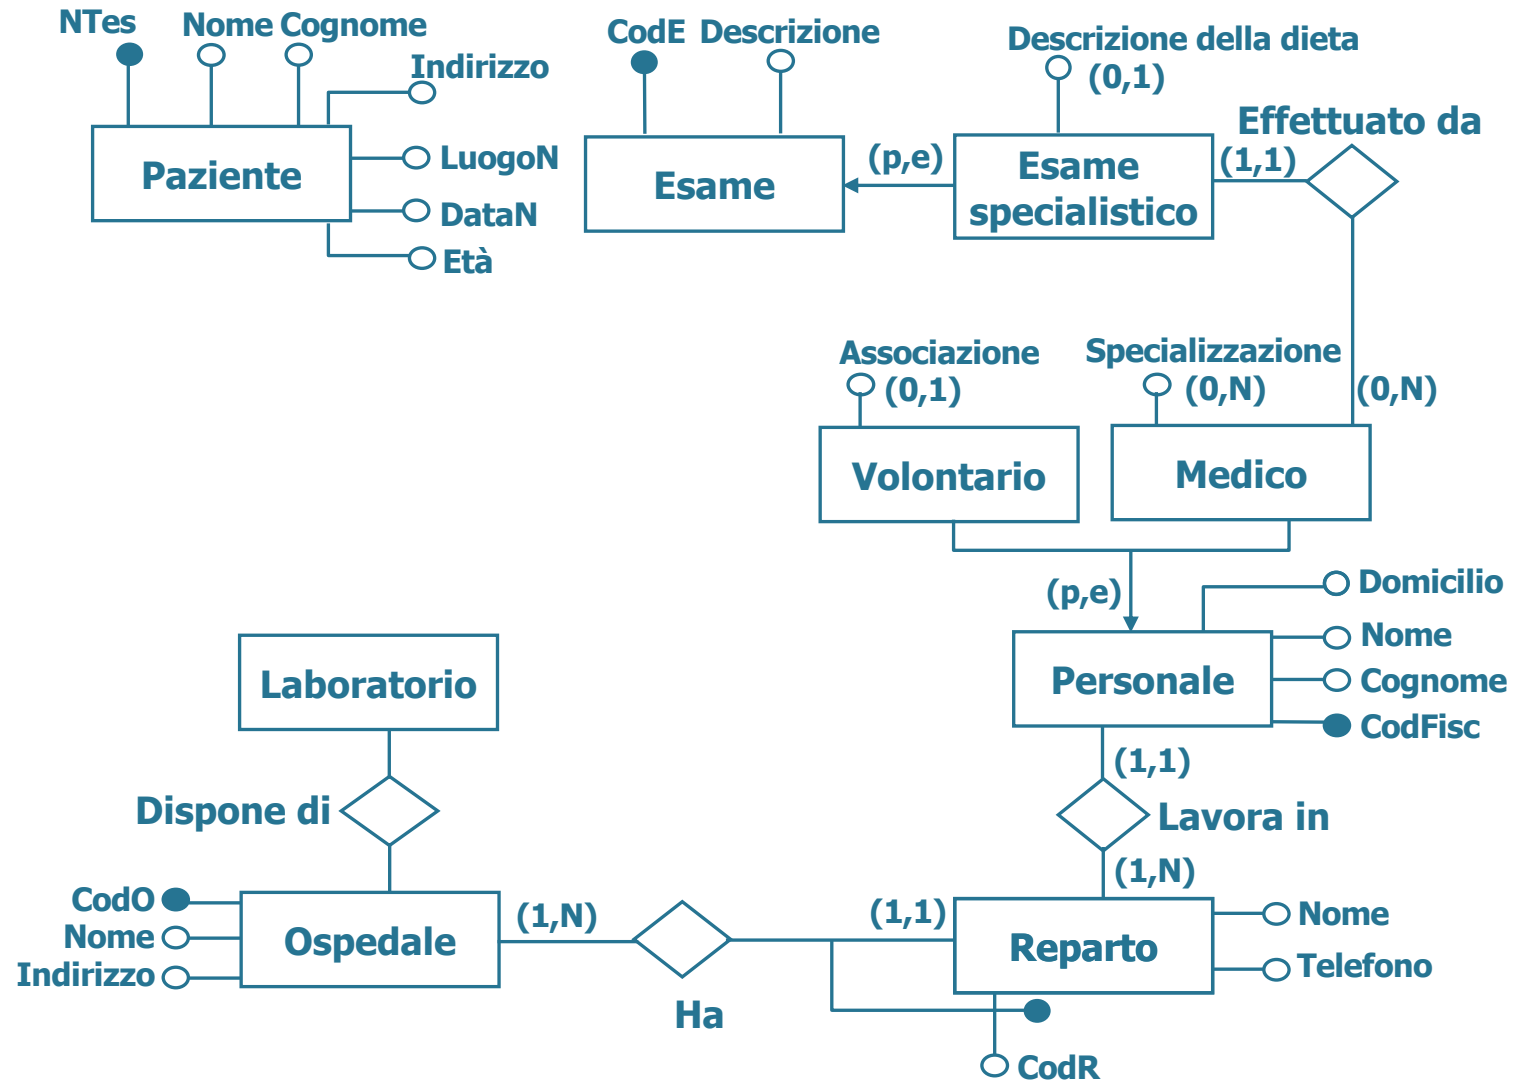 NTes
Nome Cognome
Indirizzo
Paziente
LuogoN
DataN
Età
CodE Descrizione
Esame
(p,e)
Descrizione della dieta
(0,1)
Esame
specialistico
Effettuato da
(1,1)
(0,N)
Associazione
(0,1)
Volontario
Specializzazione
(0,N)
Medico
(p,e)
Personale
Domicilio
Nome
Cognome
CodFisc
(1,1)
Lavora in
(1,N)
Laboratorio
Dispone di
CodO
Nome
Indirizzo
Ospedale
(1,N)
Ha
(1,1)
Reparto
Nome
Telefono
CodR